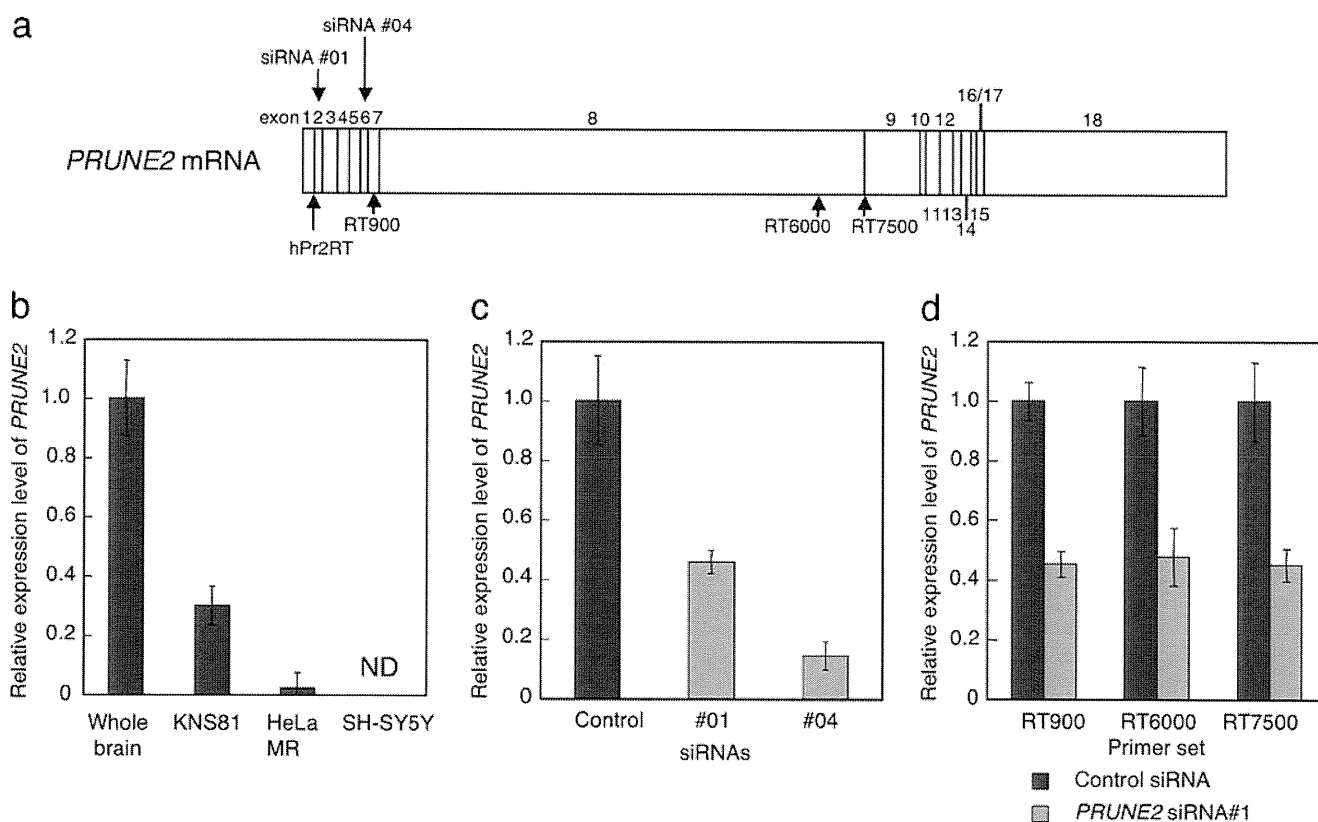 a
siRNA #04
siRNA #01
16/17
exon 1 2 3 4 5 6 7 8 9 10 12 18
PRUNE2 mRNA
RT900 RT6000 RT7500 11 13 15
hPr2RT 14
b
Relative expression level of PRUNE2
1.2
1.0
0.8
0.6
0.4
0.2
0
ND
Whole brain KNS81 HeLa MR SH-SY5Y
c
Relative expression level of PRUNE2
1.2
1.0
0.8
0.6
0.4
0.2
0
Control #01 #04
siRNAs
d
Relative expression level of PRUNE2
1.2
1.0
0.8
0.6
0.4
0.2
0
RT900 RT6000 RT7500
Primer set
Control siRNA
PRUNE2 siRNA#1